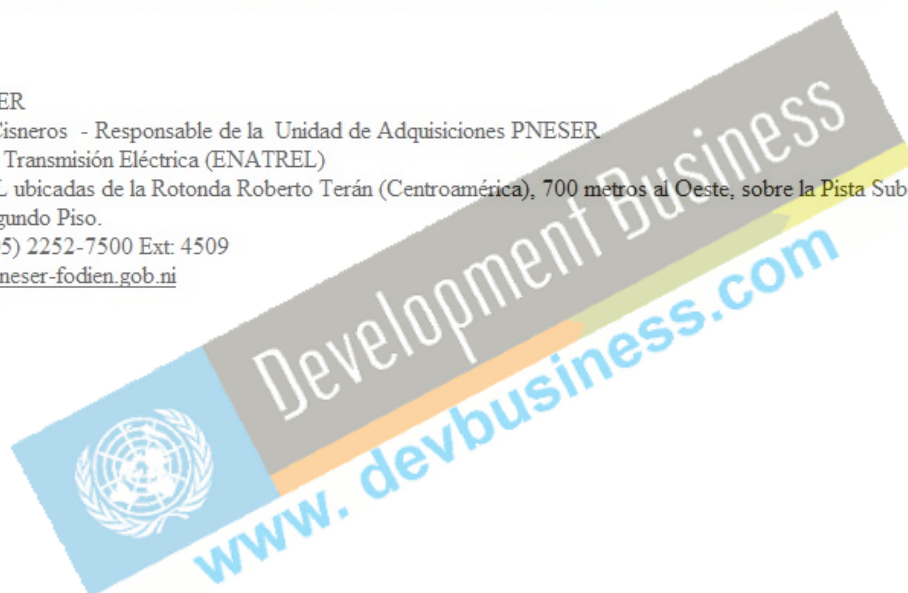 ER
Cisneros - Responsable de la Unidad de Adquisiciones PNESER
Transmisión Eléctrica (ENATREL)
L ubicadas de la Rotonda Roberto Terán (Centroamérica), 700 metros al Oeste, sobre la Pista Sub
gundo Piso.
5) 2252-7500 Ext: 4509
neser-fodien.gob.ni
Development Business
www. devbusiness.com